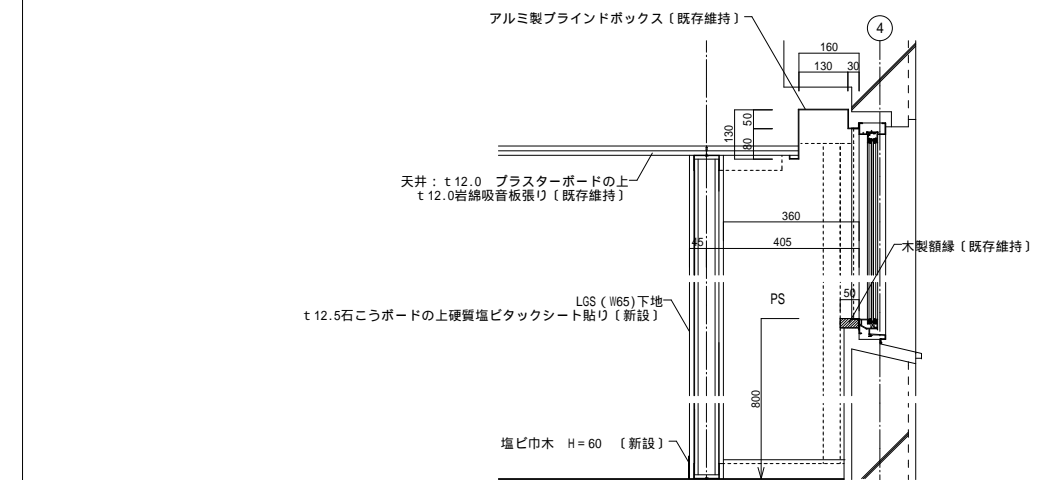 アルミ製ブラインドボックス〔既存維持〕
4
160
130 30
130
50
80
天井：ｔ12.0　プラスターボードの上
ｔ12.0岩綿吸音板張り〔既存維持〕
360
45 405
木製額縁〔既存維持〕
50
PS
LGS（W65)下地
ｔ12.5石こうボードの上硬質塩ビタックシート貼り〔新設〕
800
塩ビ巾木　H＝60　〔新設〕